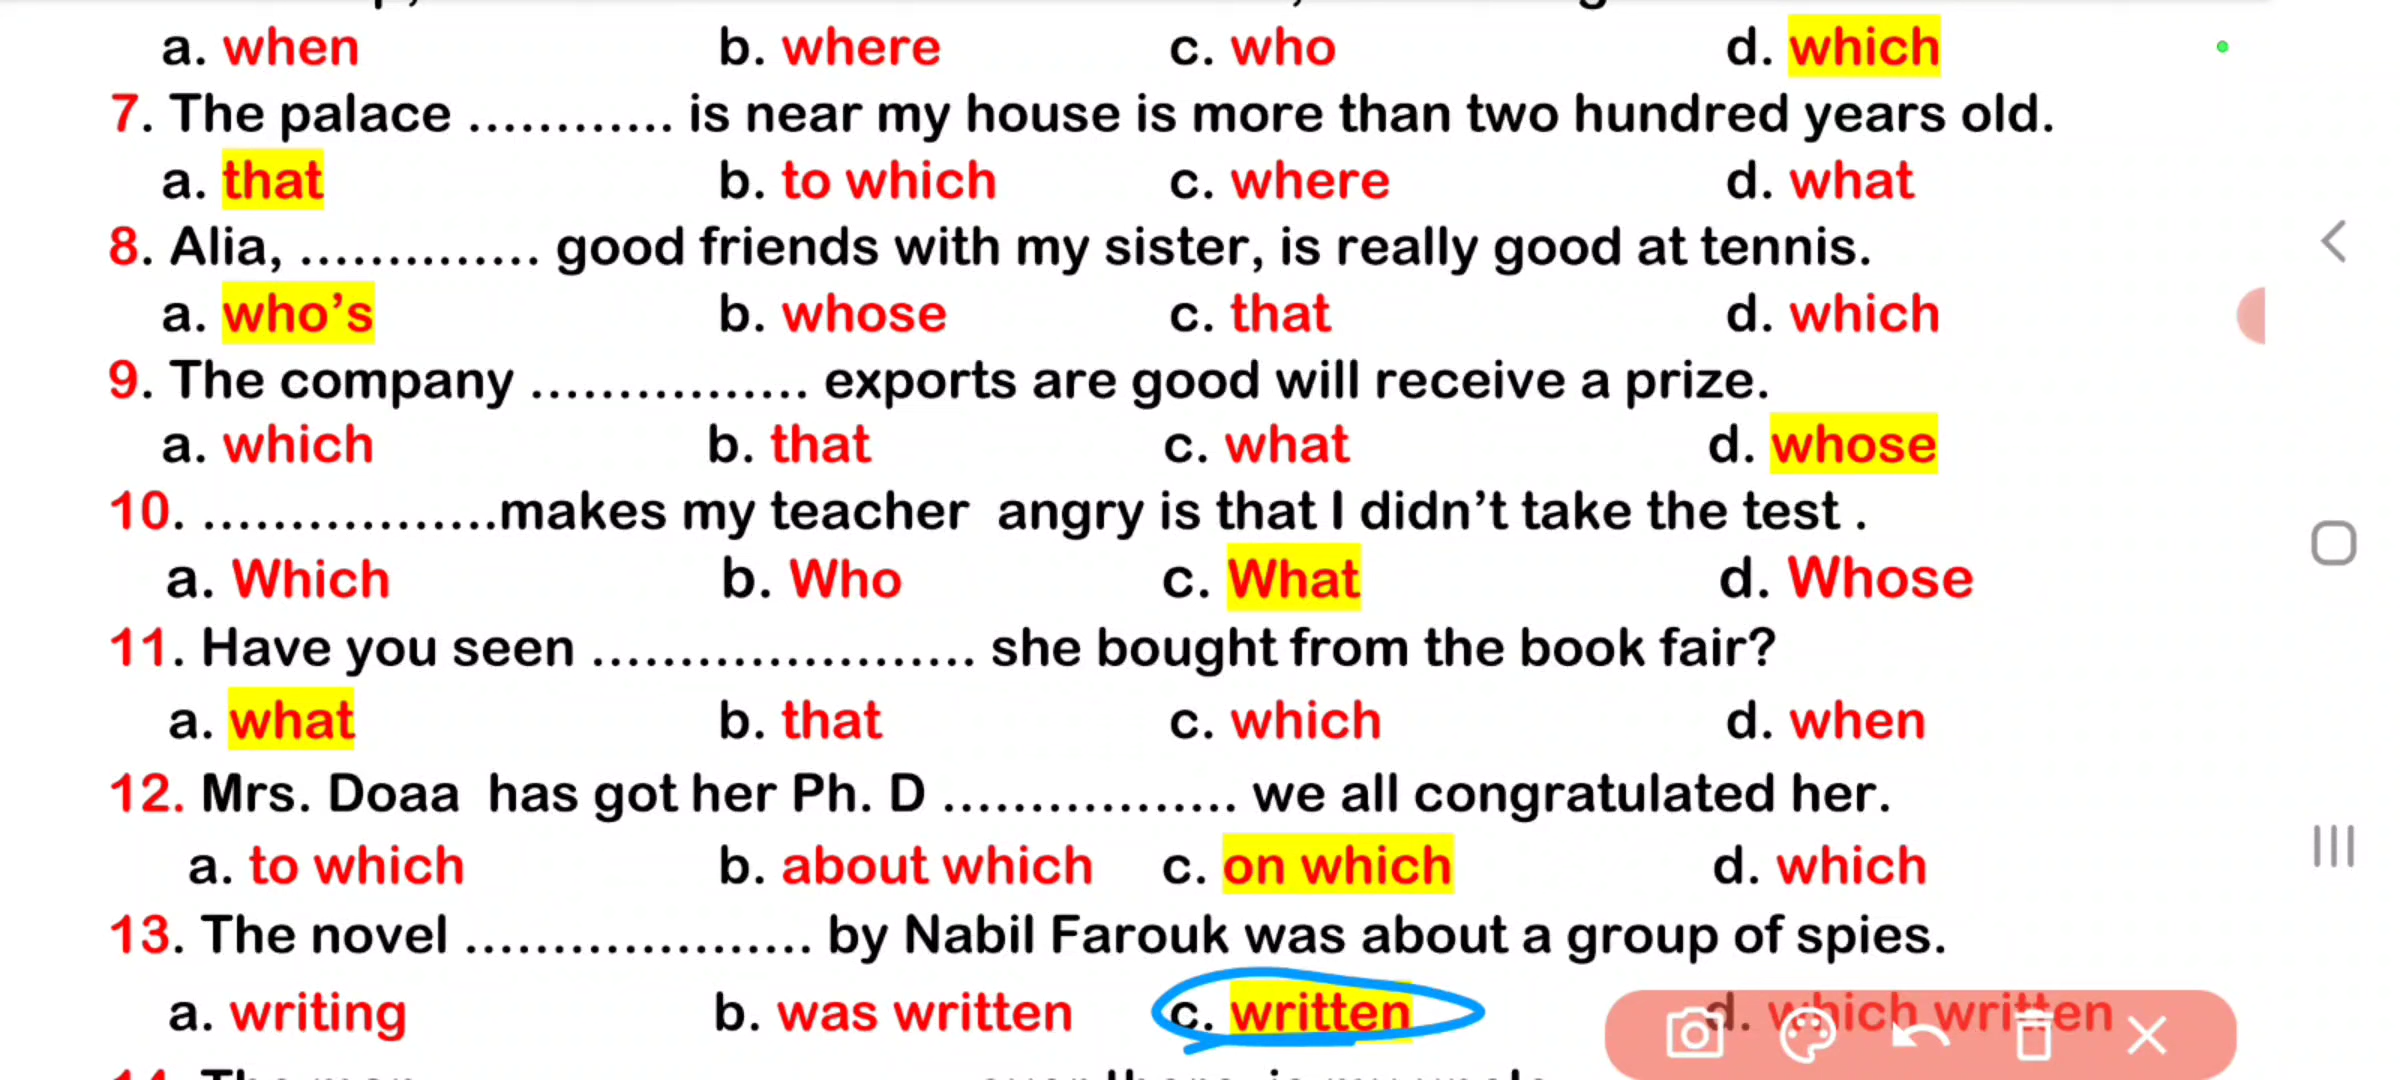 a. when b. where c. who d. which
7. The palace ............ is near my house is more than two hundred years old.
a. that b. to which c. where d. what
8. Alia, .............. good friends with my sister, is really good at tennis.
a. who’s b. whose c. that d. which
9. The company ................ exports are good will receive a prize.
a. which b. that c. what d. whose
10. .................makes my teacher angry is that I didn’t take the test .
a. Which b. Who c. What d. Whose
11. Have you seen ...................... she bought from the book fair?
a. what b. that c. which d. when
12. Mrs. Doaa has got her Ph. D ................. we all congratulated her.
a. to which b. about which c. on which d. which
13. The novel .................... by Nabil Farouk was about a group of spies.
a. writing b. was written c. written d. which written